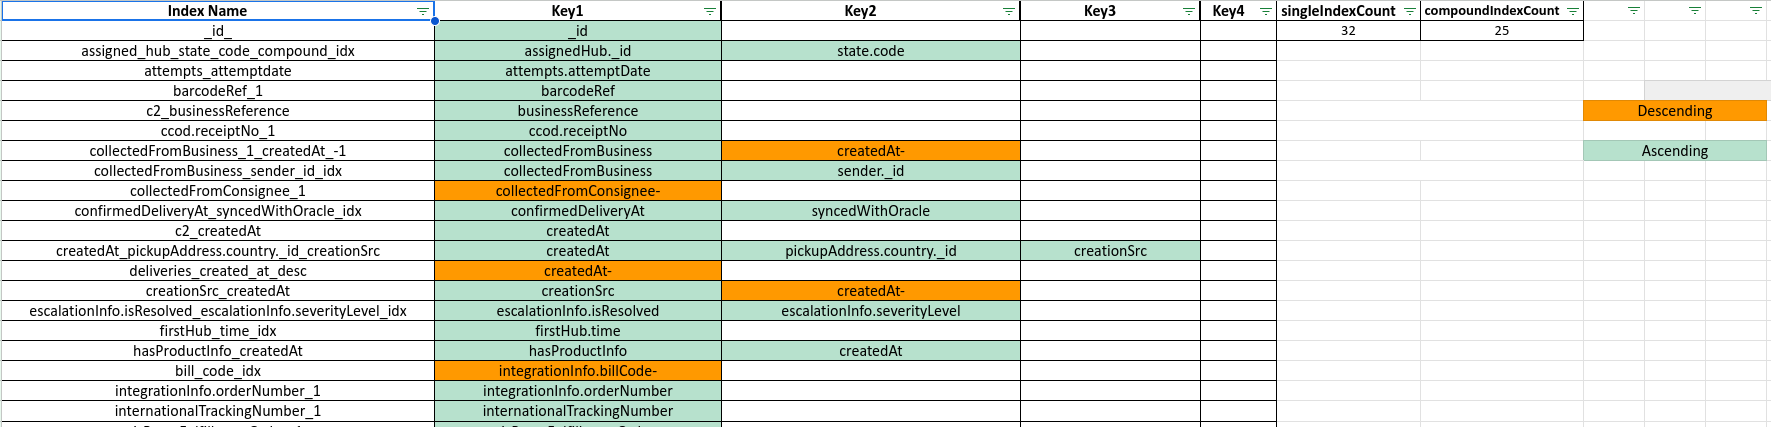 Index Name Key1 Key2 Key3 Key4 singleIndexCount compoundIndexCount
_id_ _id 32 25
assigned_hub_state_code_compound_idx assignedHub._id state.code
attempts_attemptdate attempts.attemptDate
barcodeRef_1 barcodeRef
c2_businessReference businessReference Descending
ccod.receiptNo_1 ccod.receiptNo
collectedFromBusiness_1_createdAt_-1 collectedFromBusiness createdAt- Ascending
collectedFromBusiness_sender_id_idx collectedFromBusiness sender._id
collectedFromConsignee_1 collectedFromConsignee-
confirmedDeliveryAt_syncedWithOracle_idx confirmedDeliveryAt syncedWithOracle
c2_createdAt createdAt
createdAt_pickupAddress.country._id_creationSrc createdAt pickupAddress.country._id creationSrc
deliveries_created_at_desc createdAt-
creationSrc_createdAt creationSrc createdAt-
escalationInfo.isResolved_escalationInfo.severityLevel_idx escalationInfo.isResolved escalationInfo.severityLevel
firstHub_time_idx firstHub.time
hasProductInfo_createdAt hasProductInfo createdAt
bill_code_idx integrationInfo.billCode-
integrationInfo.orderNumber_1 integrationInfo.orderNumber
internationalTrackingNumber_1 internationalTrackingNumber